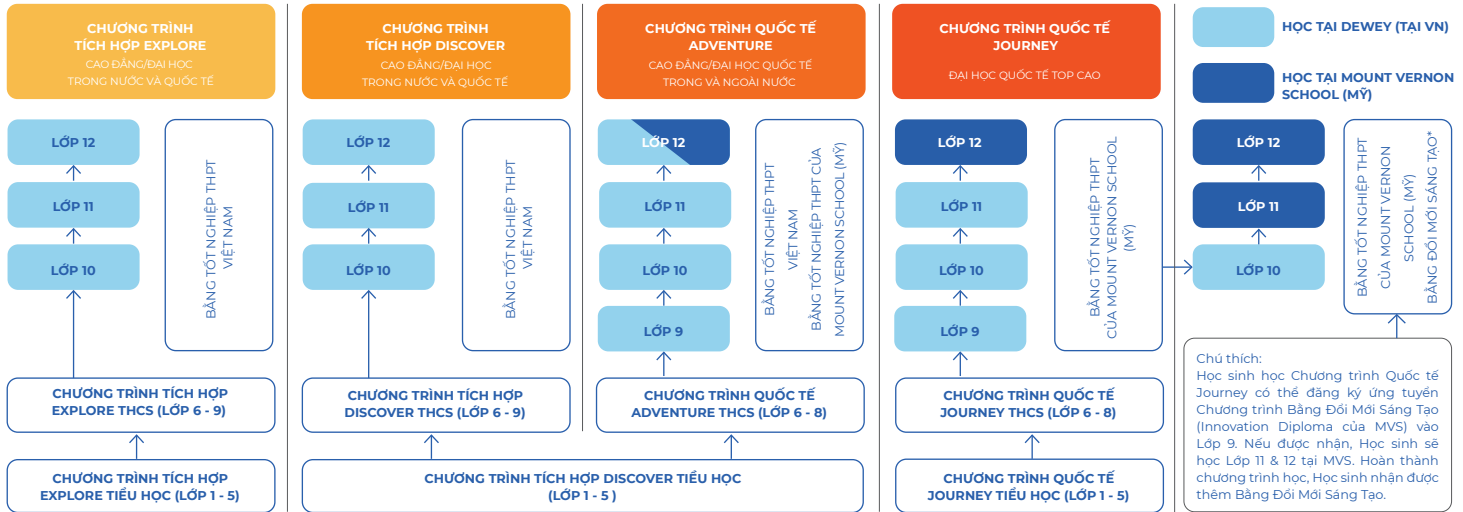 CHƯƠNG TRÌNH
TÍCH HỢP EXPLORE
CAO ĐẲNG/ĐẠI HỌC
TRONG NƯỚC VÀ QUỐC TẾ
LỚP 12
LỚP 11
LỚP 10
BẰNG TỐT NGHIỆP THPT
VIỆT NAM
CHƯƠNG TRÌNH TÍCH HỢP
EXPLORE THCS (LỚP 6 - 9)
CHƯƠNG TRÌNH TÍCH HỢP
EXPLORE TIỂU HỌC (LỚP 1 - 5)
CHƯƠNG TRÌNH
TÍCH HỢP DISCOVER
CAO ĐẲNG/ĐẠI HỌC
TRONG NƯỚC VÀ QUỐC TẾ
LỚP 12
LỚP 11
LỚP 10
BẰNG TỐT NGHIỆP THPT
VIỆT NAM
CHƯƠNG TRÌNH TÍCH HỢP
DISCOVER THCS (LỚP 6 - 9)
CHƯƠNG TRÌNH TÍCH HỢP DISCOVER TIỂU HỌC
(LỚP 1 - 5 )
CHƯƠNG TRÌNH QUỐC TẾ
ADVENTURE
CAO ĐẲNG/ĐẠI HỌC QUỐC TẾ
TRONG VÀ NGOÀI NƯỚC
LỚP 12
LỚP 11
LỚP 10
LỚP 9
BẰNG TỐT NGHIỆP THPT
VIỆT NAM
BẰNG TỐT NGHIỆP THPT CỦA
MOUNT VERNON SCHOOL (MỸ)
CHƯƠNG TRÌNH QUỐC TẾ
ADVENTURE THCS (LỚP 6 - 8)
CHƯƠNG TRÌNH QUỐC TẾ
JOURNEY
ĐẠI HỌC QUỐC TẾ TOP CAO
LỚP 12
LỚP 11
LỚP 10
LỚP 9
BẰNG TỐT NGHIỆP THPT
CỦA MOUNT VERNON SCHOOL
(MỸ)
CHƯƠNG TRÌNH QUỐC TẾ
JOURNEY THCS (LỚP 6 - 8)
CHƯƠNG TRÌNH QUỐC TẾ
JOURNEY TIỂU HỌC (LỚP 1 - 5)
HỌC TẠI DEWEY (TẠI VN)
HỌC TẠI MOUNT VERNON
SCHOOL (MỸ)
LỚP 12
LỚP 11
LỚP 10
BẰNG TỐT NGHIỆP THPT
CỦA MOUNT VERNON
SCHOOL (MỸ)
BẰNG ĐỔI MỚI SÁNG TẠO*
Chú thích:
Học sinh học Chương trình Quốc tế
Journey có thể đăng ký ứng tuyển
Chương trình Bằng Đổi Mới Sáng Tạo
(Innovation Diploma của MVS) vào
Lớp 9. Nếu được nhận, Học sinh sẽ
học Lớp 11 & 12 tại MVS. Hoàn thành
chương trình học, Học sinh nhận được
thêm Bằng Đổi Mới Sáng Tạo.